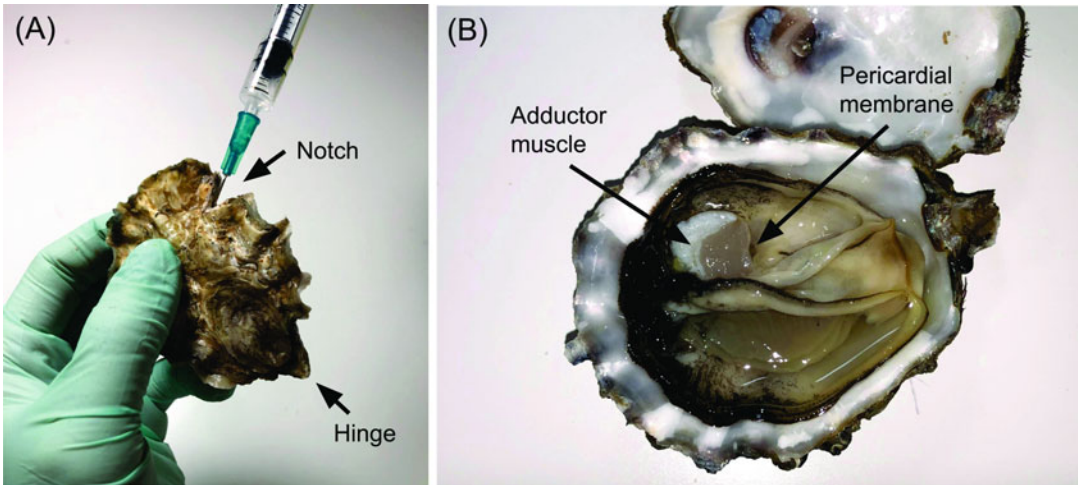 (A)
Notch
Hinge
(B)
Adductor
muscle
Pericardial
membrane